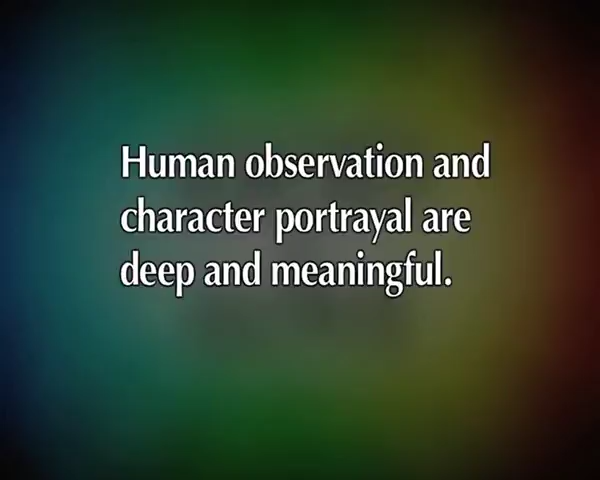 Human observation and
character portrayal are
deep and meaningful.